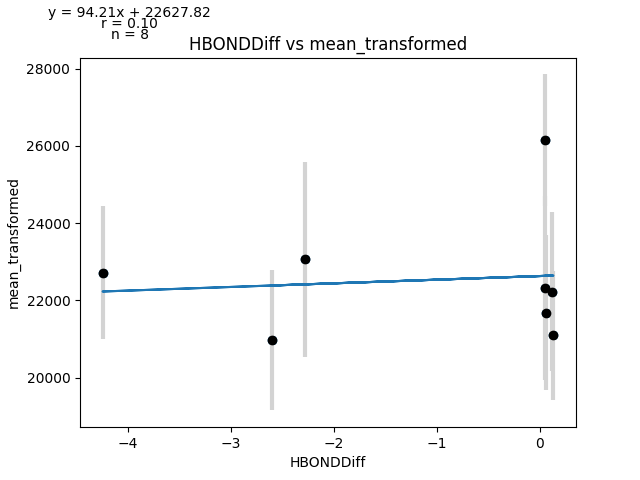 y = 94.21x + 22627.82
r = 0.10
n = 8
HBONDDiff vs mean_transformed
28000
26000
24000
22000
20000
mean_transformed
−4 −3 −2 −1 0
HBONDDiff